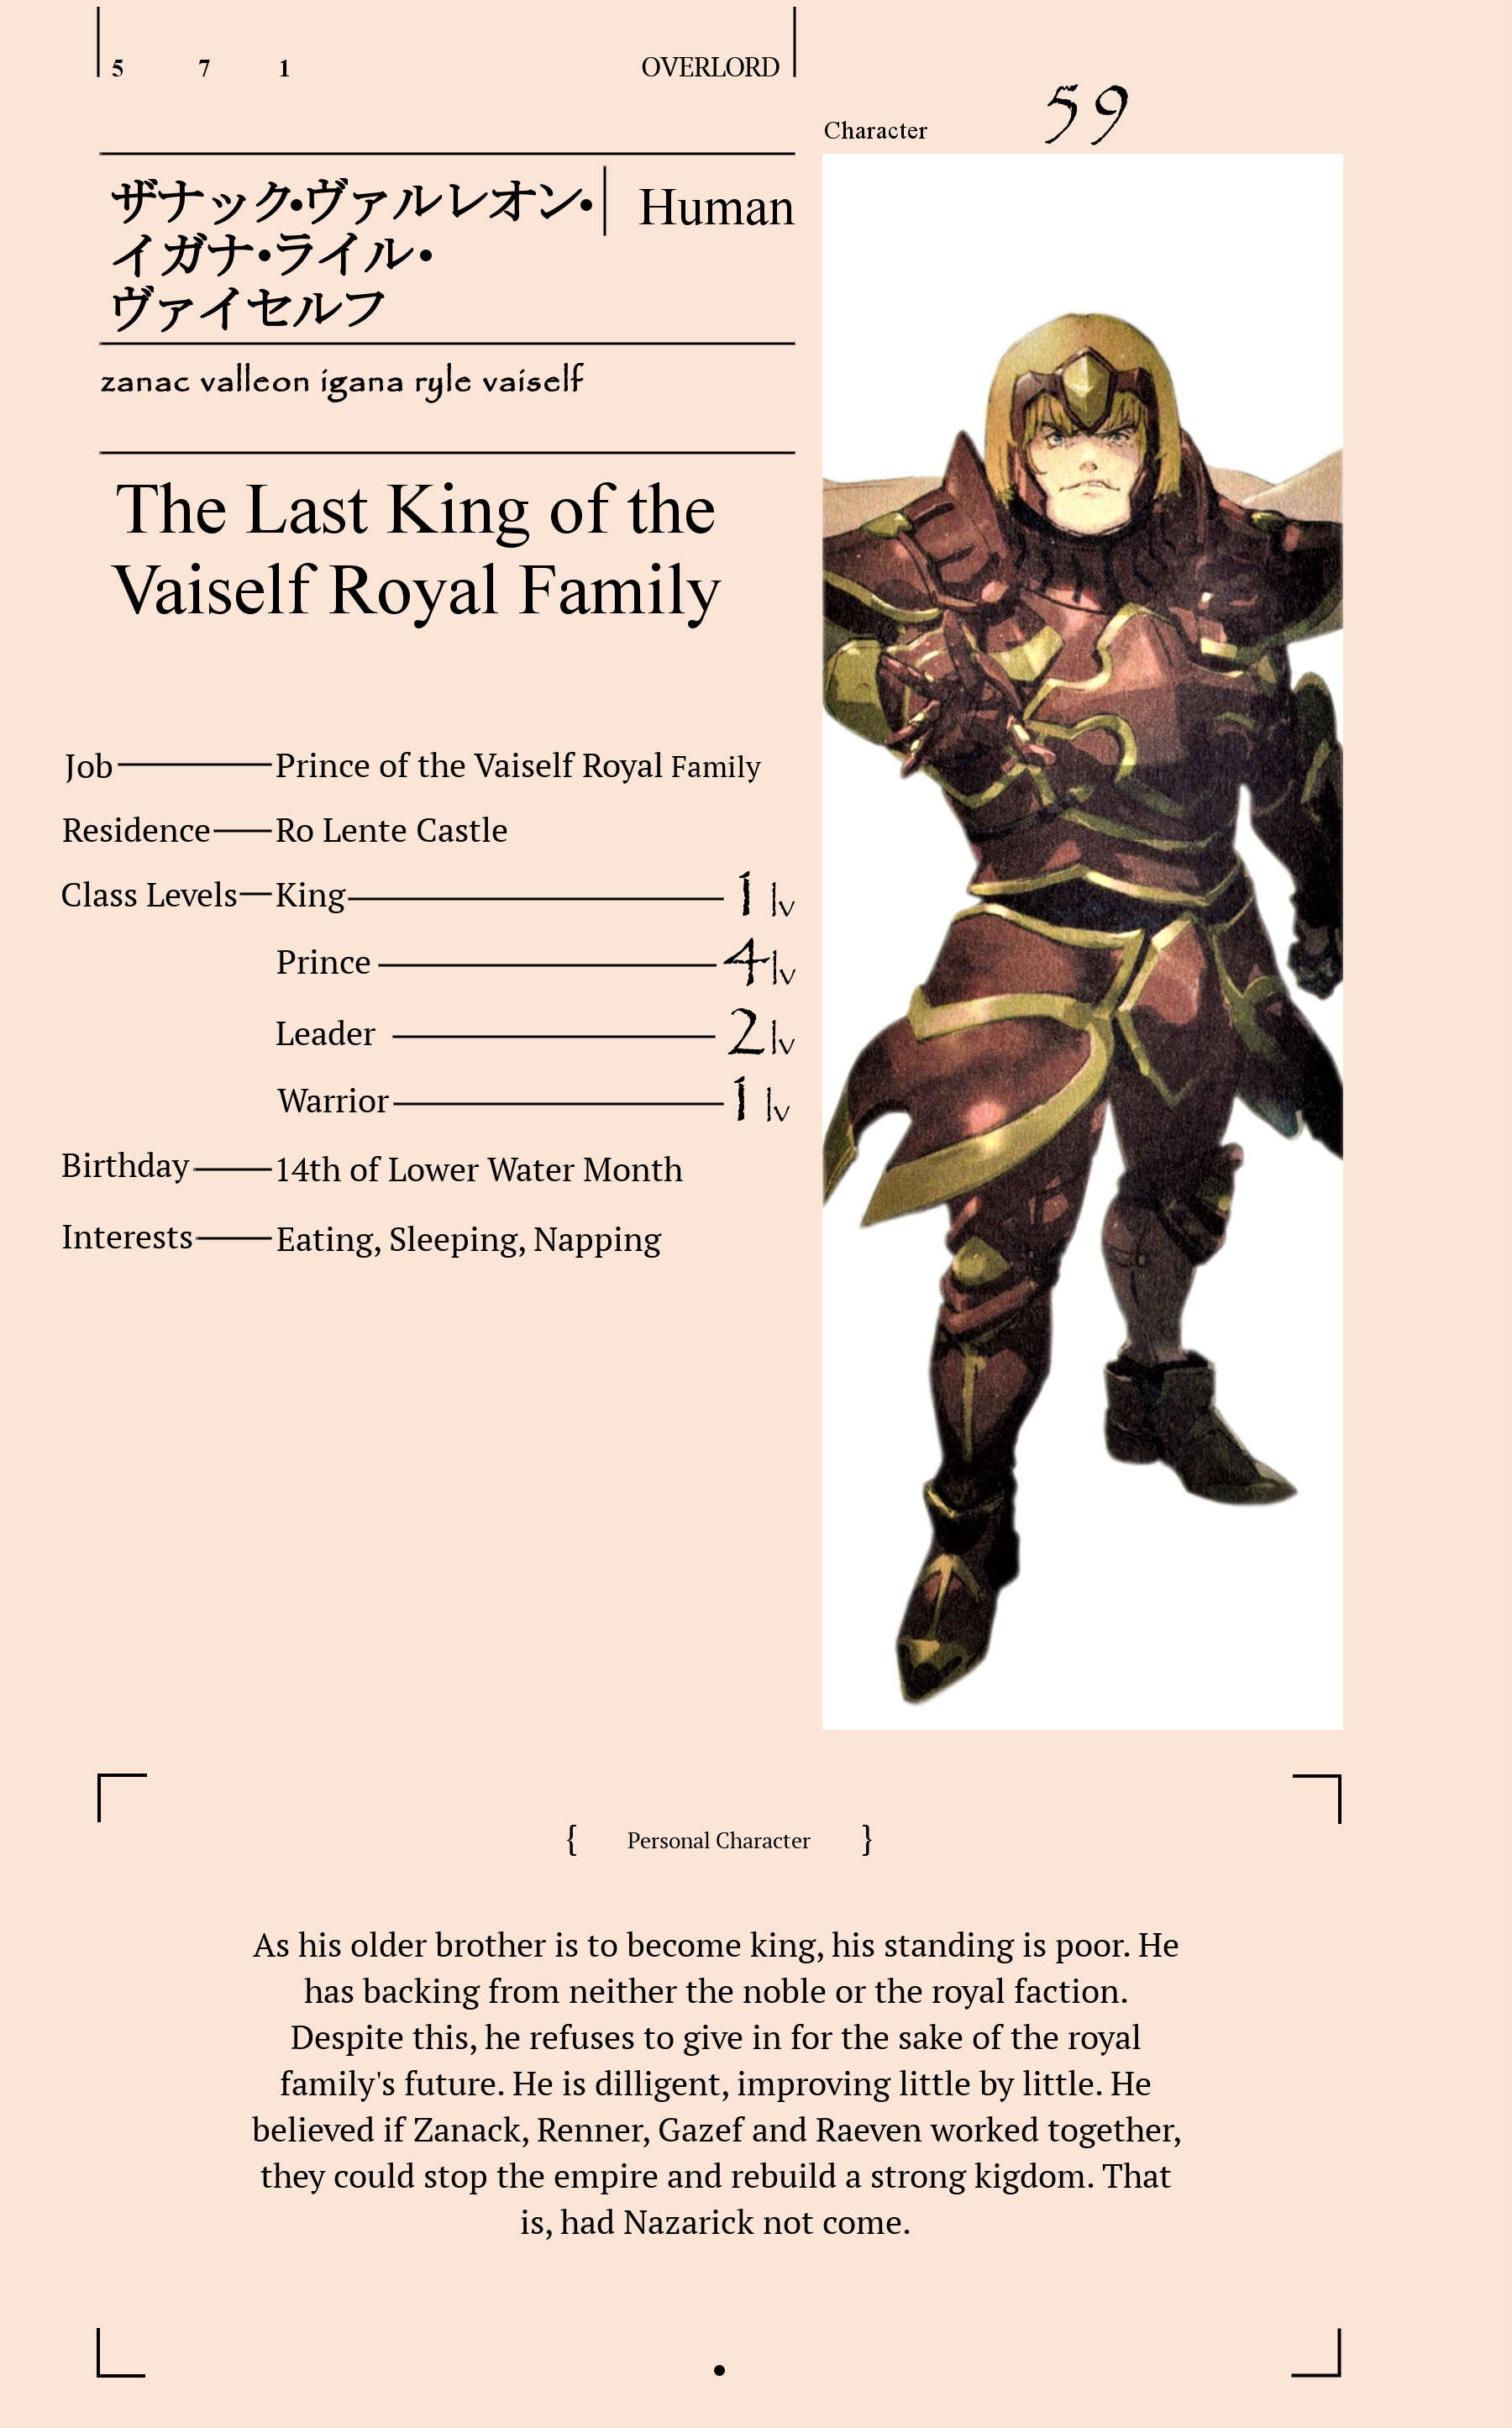 5 7 1 OVERLORD
Character 59
ザナック・ヴァルレオン・ Human
イガナ・ライル・
ヴァイセルフ
zanac valleon igana ryle vaiself
The Last King of the
Vaiself Royal Family
Job Prince of the Vaiself Royal Family
Residence Ro Lente Castle
Class Levels King 1 lv
Prince 4 lv
Leader 2 lv
Warrior 1 lv
Birthday 14th of Lower Water Month
Interests Eating, Sleeping, Napping
{ Personal Character }
As his older brother is to become king, his standing is poor. He
has backing from neither the noble or the royal faction.
Despite this, he refuses to give in for the sake of the royal
family's future. He is dilligent, improving little by little. He
believed if Zanack, Renner, Gazef and Raeven worked together,
they could stop the empire and rebuild a strong kigdom. That
is, had Nazarick not come.